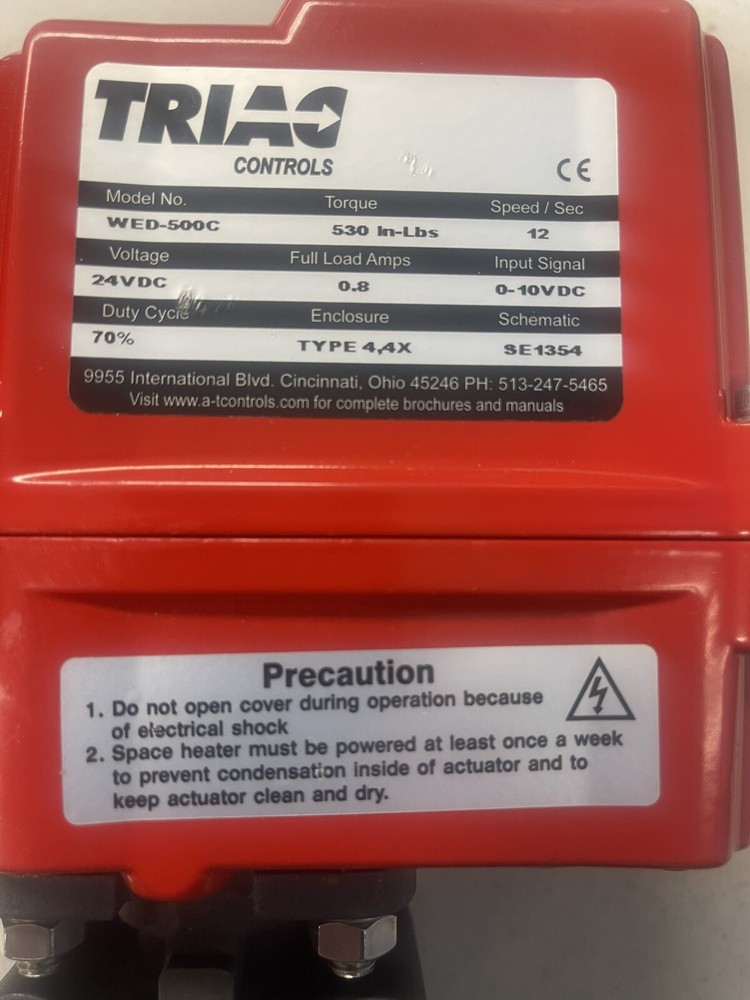 TRIAC
CONTROLS
CE
Model No. Torque Speed / Sec
WED-500C 530 In-Lbs 12
Voltage Full Load Amps Input Signal
24VDC 0.8 0-10VDC
Duty Cycle Enclosure Schematic
70% TYPE 4,4X SE1354
9955 International Blvd. Cincinnati, Ohio 45246 PH: 513-247-5465
Visit www.a-tcontrols.com for complete brochures and manuals
Precaution
1. Do not open cover during operation because
of electrical shock
2. Space heater must be powered at least once a week
to prevent condensation inside of actuator and to
keep actuator clean and dry.